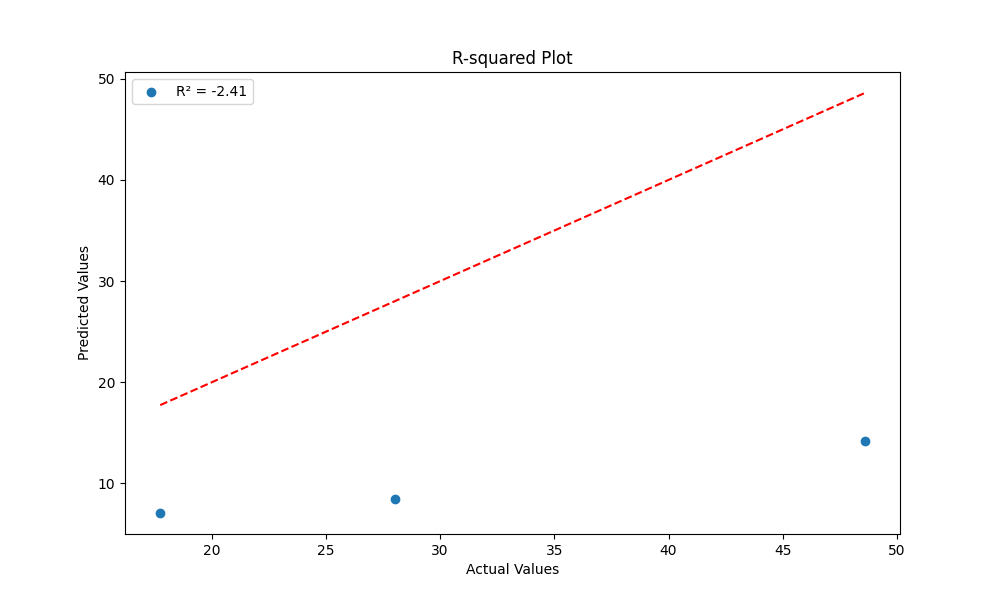 R-squared Plot
R² = -2.41
50
40
30
20
10
Predicted Values
20 25 30 35 40 45 50
Actual Values